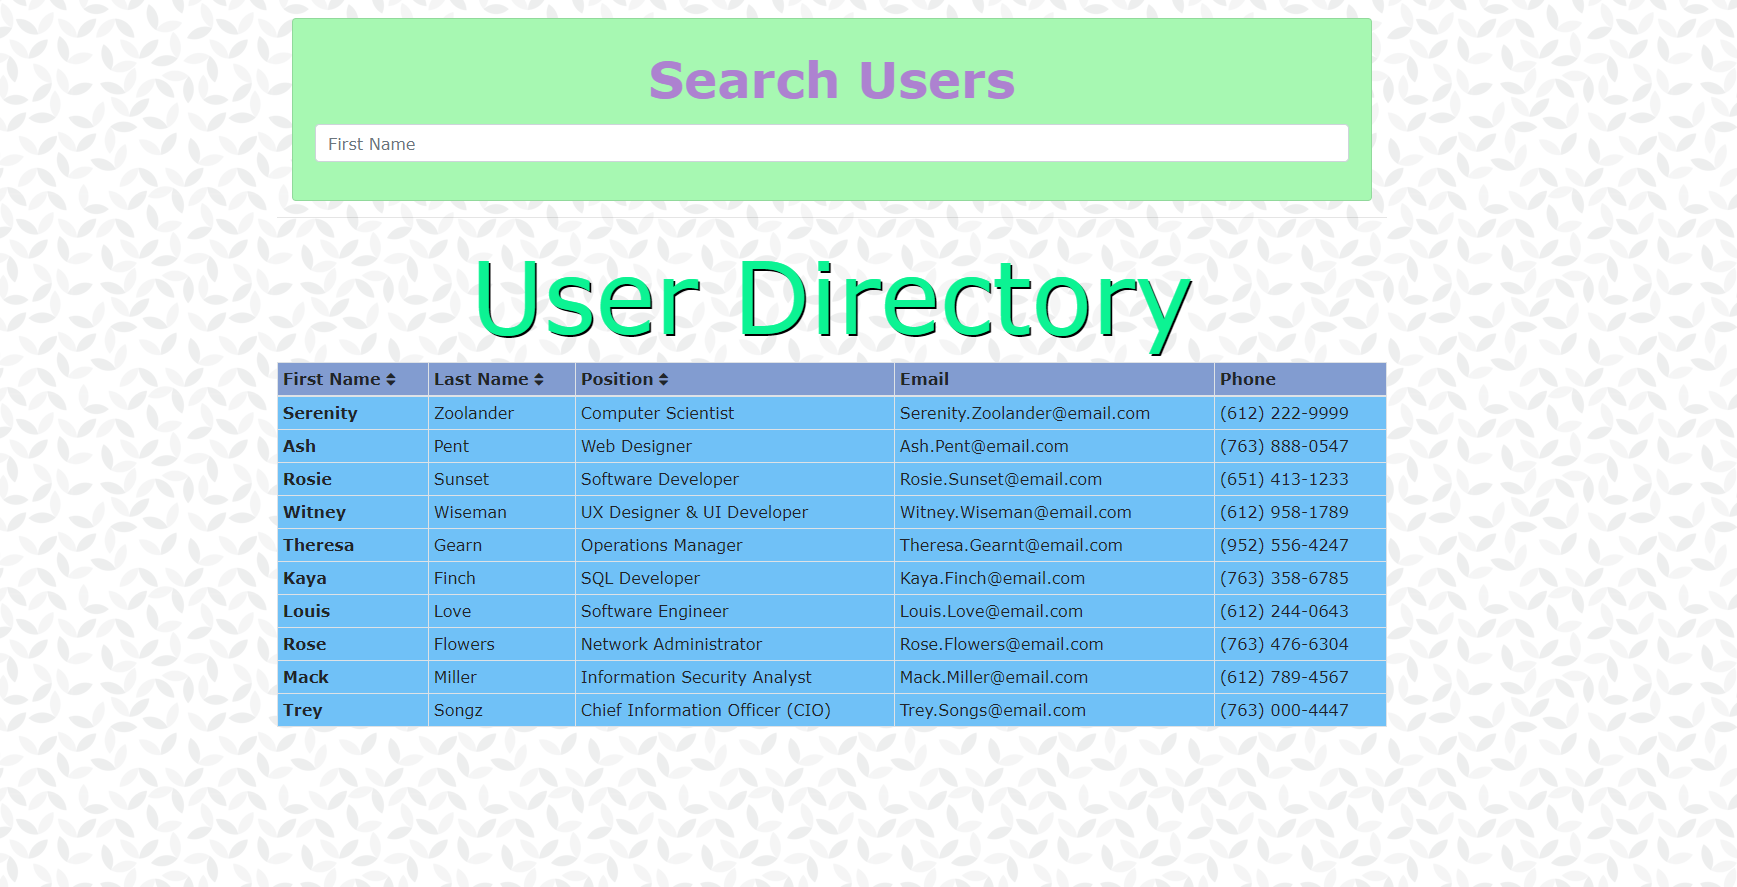 Search Users
First Name
User Directory
First Name Last Name Position Email Phone
Serenity Zoolander Computer Scientist Serenity.Zoolander@email.com (612) 222-9999
Ash Pent Web Designer Ash.Pent@email.com (763) 888-0547
Rosie Sunset Software Developer Rosie.Sunset@email.com (651) 413-1233
Witney Wiseman UX Designer & UI Developer Witney.Wiseman@email.com (612) 958-1789
Theresa Gearn Operations Manager Theresa.Gearnt@email.com (952) 556-4247
Kaya Finch SQL Developer Kaya.Finch@email.com (763) 358-6785
Louis Love Software Engineer Louis.Love@email.com (612) 244-0643
Rose Flowers Network Administrator Rose.Flowers@email.com (763) 476-6304
Mack Miller Information Security Analyst Mack.Miller@email.com (612) 789-4567
Trey Songz Chief Information Officer (CIO) Trey.Songs@email.com (763) 000-4447